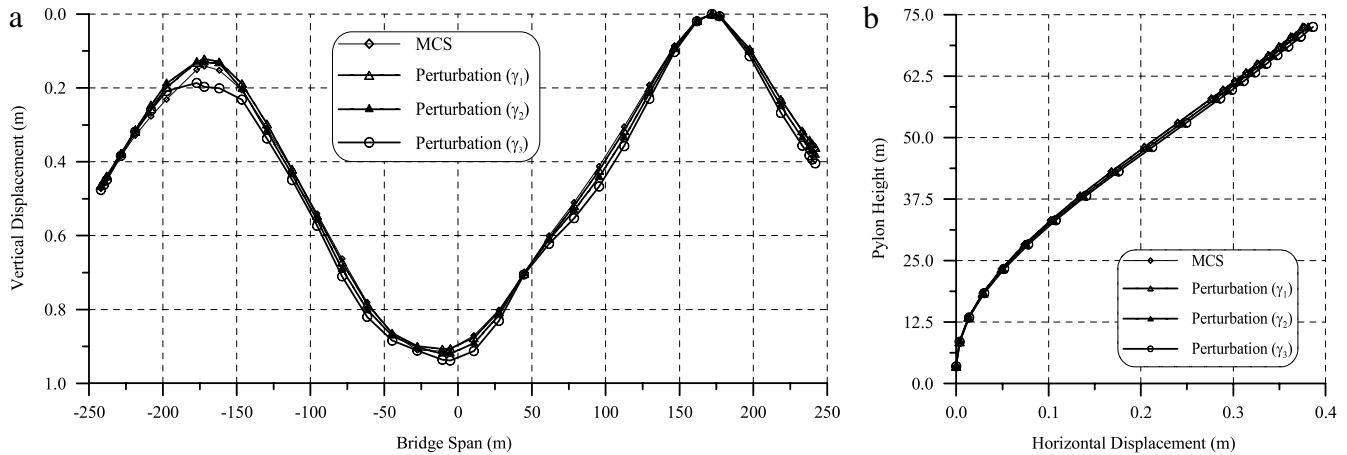 a
Vertical Displacement (m)
0.0
0.2
0.4
0.6
0.8
1.0
-250
-200
-150
-100
-50
0
50
100
150
200
250
Bridge Span (m)
MCS
Perturbation (γ1)
Perturbation (γ2)
Perturbation (γ3)
b
Pylon Height (m)
75.0
62.5
50.0
37.5
25.0
12.5
0.0
0.0
0.1
0.2
0.3
0.4
Horizontal Displacement (m)
MCS
Perturbation (γ1)
Perturbation (γ2)
Perturbation (γ3)